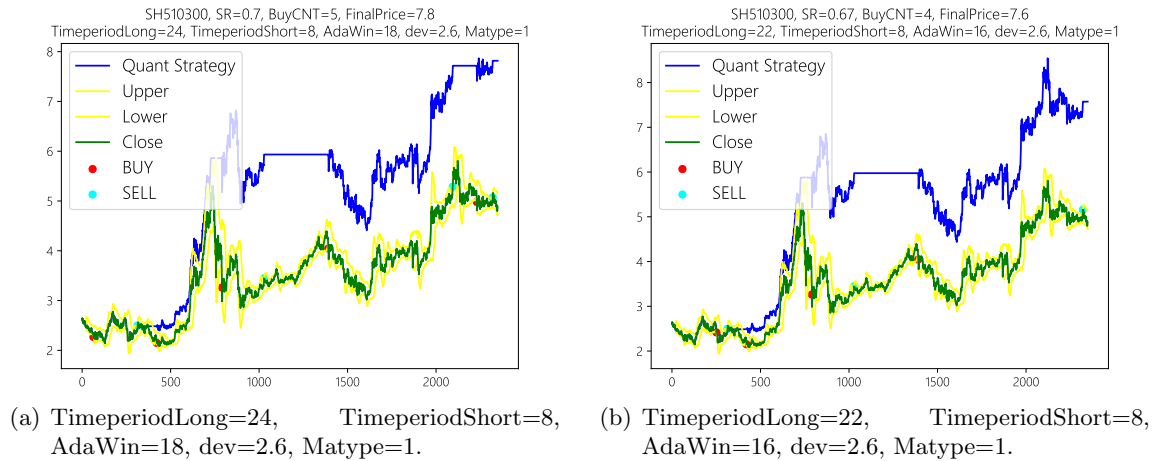 SH510300, SR=0.7, BuyCNT=5, FinalPrice=7.8
TimeperiodLong=24, TimeperiodShort=8, AdaWin=18, dev=2.6, Matype=1
8
7
6
5
4
3
2
Quant Strategy
Upper
Lower
Close
BUY
SELL
0 500 1000 1500 2000
(a) TimeperiodLong=24, TimeperiodShort=8,
AdaWin=18, dev=2.6, Matype=1.
SH510300, SR=0.67, BuyCNT=4, FinalPrice=7.6
TimeperiodLong=22, TimeperiodShort=8, AdaWin=16, dev=2.6, Matype=1
8
7
6
5
4
3
2
Quant Strategy
Upper
Lower
Close
BUY
SELL
0 500 1000 1500 2000
(b) TimeperiodLong=22, TimeperiodShort=8,
AdaWin=16, dev=2.6, Matype=1.